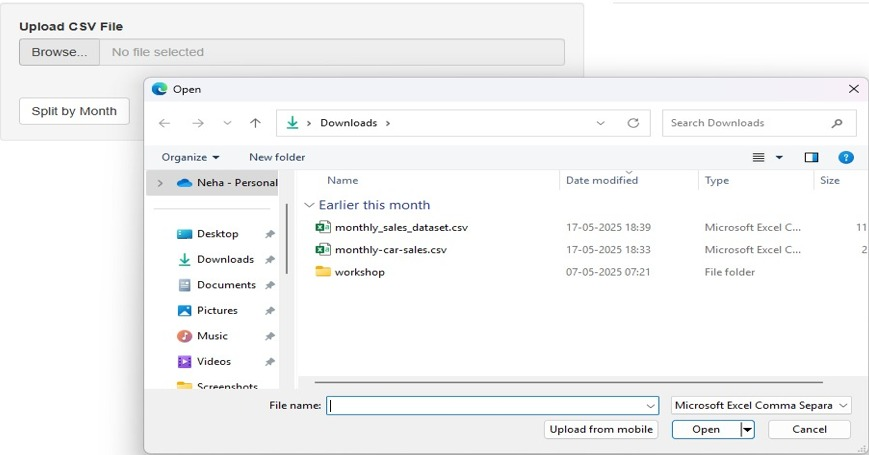 Upload CSV File
Browse... No file selected
Split by Month
Open
Downloads
Search Downloads
Organize New folder
Name Date modified Type Size
Neha - Personal
Desktop
Downloads
Documents
Pictures
Music
Videos
Screenshots
Earlier this month
monthly_sales_dataset.csv 17-05-2025 18:39 Microsoft Excel C... 11
monthly-car-sales.csv 17-05-2025 18:33 Microsoft Excel C... 2
workshop 07-05-2025 07:21 File folder
File name: Microsoft Excel Comma Separa
Upload from mobile Open Cancel